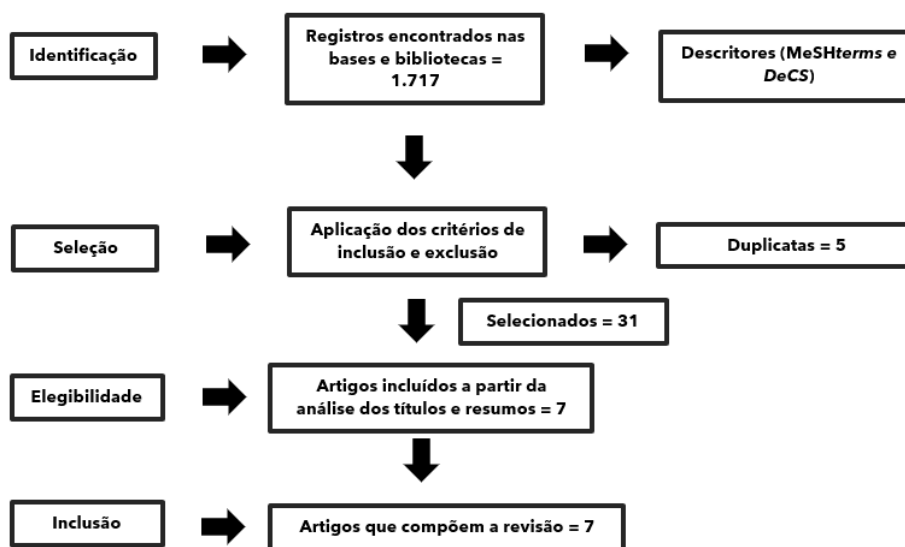 Identificação
Registros encontrados nas
bases e bibliotecas =
1.717
Descritores (MeSHterms e
DeCS)
Seleção
Aplicação dos critérios de
inclusão e exclusão
Duplicatas = 5
Selecionados = 31
Elegibilidade
Artigos incluídos a partir da
análise dos títulos e resumos = 7
Inclusão
Artigos que compõem a revisão = 7